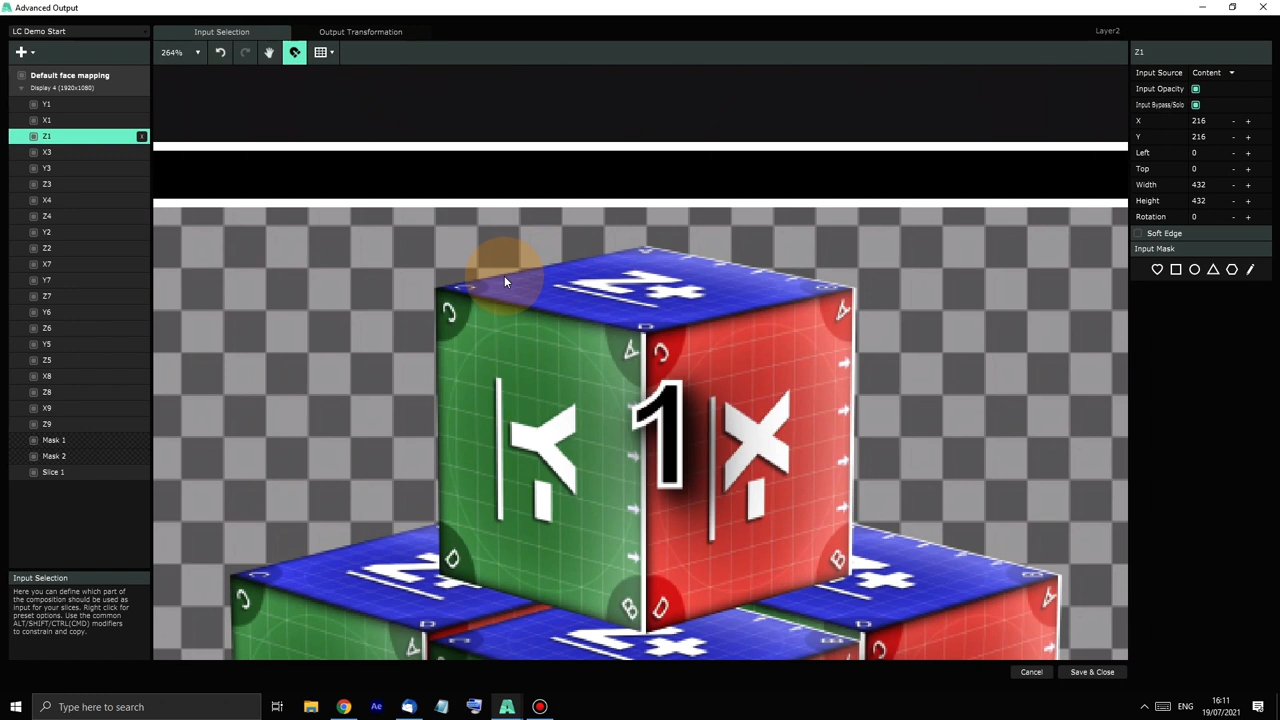 Advanced Output
LC Demo Start
Input Selection
Output Transformation
Layer2
264%
Z1
Default face mapping
Display 4 (1920x1080)
Y1
X1
Z1
X3
Y3
Z3
X4
Z4
Y2
Z2
X7
Y7
Z7
Y6
Z6
Y5
Z5
X8
Z8
X9
Z9
Mask 1
Mask 2
Slice 1
Input Source Content
Input Opacity
Input Bypass/Solo
X 216 - +
Y 216 - +
Left 0 - +
Top 0 - +
Width 432 - +
Height 432 - +
Rotation 0 - +
Soft Edge
Input Mask
Z+
C
A
C
A
Y-
1
X-
D
B
D
B
Z+
Z+
Z+
C
A
C
A
Input Selection
Here you can define which part
of the composition should be used as
input for your slices. Right click for
preset options. Use the common
ALT/SHIFT/CTRL(CMD) modifiers
to constrain and copy.
Cancel
Save & Close
Type here to search
Ae
ENG
16:11
19/07/2021